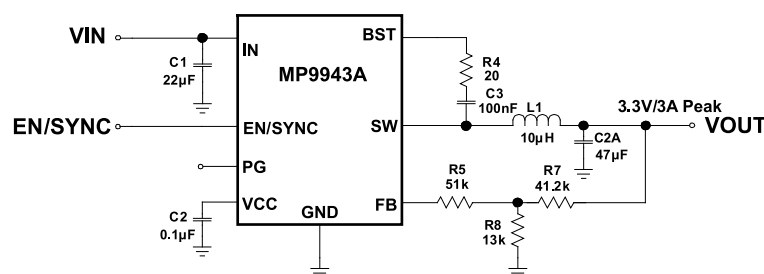 VIN
IN
BST
C1
22µF
MP9943A
R4
20
C3
100nF
L1
10µH
3.3V/3A Peak
VOUT
EN/SYNC
EN/SYNC
SW
C2A
47µF
PG
R5
51k
R7
41.2k
VCC
FB
C2
0.1µF
GND
R8
13k